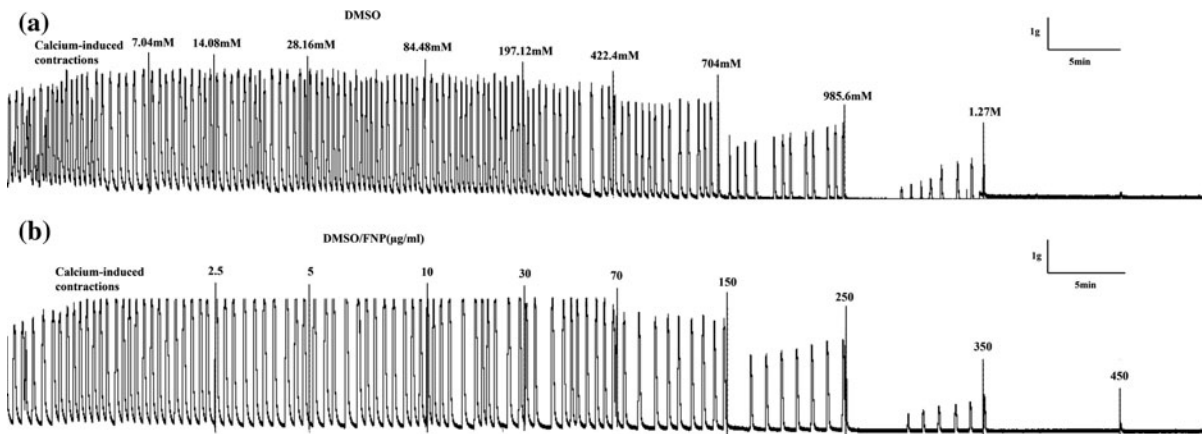 (a)
DMSO
Calcium-induced
contractions
7.04mM
14.08mM
28.16mM
84.48mM
197.12mM
422.4mM
704mM
985.6mM
1.27M
1g
5min
(b)
DMSO/FNP(µg/ml)
Calcium-induced
contractions
2.5
5
10
30
70
150
250
350
450
1g
5min